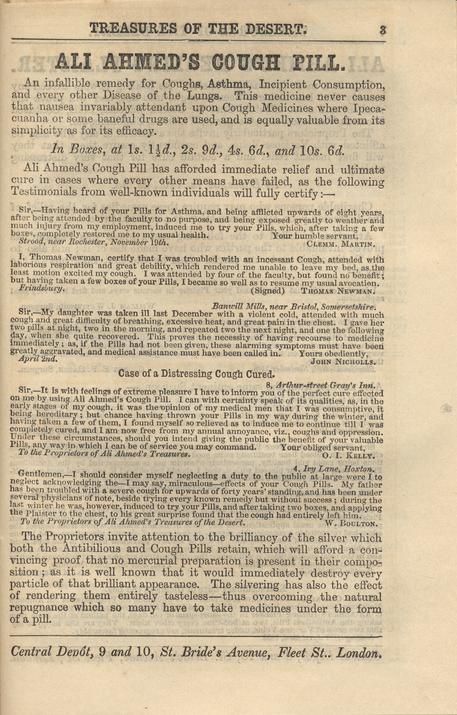 TREASURES OF THE DESERT. 3
ALI AHMED'S COUGH PILL.
An infallible remedy for Coughs, Asthma, Incipient Consumption,
and every other Disease of the Lungs. This medicine never causes
that nausea invariably attendant upon Cough Medicines where Ipeca-
cuanha or some baneful drugs are used, and is equally valuable from its
simplicity as for its efficacy.
In Boxes, at 1s. 1½d., 2s. 9d., 4s. 6d., and 10s. 6d.
Ali Ahmed's Cough Pill has afforded immediate relief and ultimate
cure in cases where every other means have failed, as the following
Testimonials from well-known individuals will fully certify:—
Sir,—Having heard of your Pills for Asthma, and being afflicted upwards of eight years,
after being attended by the faculty to no purpose, and being exposed greatly to weather and
much injury from my employment, induced me to try your Pills, which, after taking a few
boxes, completely restored me to my usual health. Your humble servant,
Strood, near Rochester, November 19th. CLEMM. MARTIN.
I, Thomas Newman, certify that I was troubled with an incessant Cough, attended with
laborious respiration and great debility, which rendered me unable to leave my bed, as the
least motion excited my cough. I was attended by four of the faculty, but found no benefit;
but having taken a few boxes of your Pills, I became so well as to resume my usual avocation.
Frindsbury. (Signed) THOMAS NEWMAN.
Banwill Mills, near Bristol, Somersetshire.
Sir,—My daughter was taken ill last December with a violent cold, attended with much
cough and great difficulty of breathing, excessive heat, and great pain in the chest. I gave her
two pills at night, two in the morning, and repeated two the next night, and one the following
day, when she quite recovered. This proves the necessity of having recourse to medicine
immediately; as, if the Pills had not been given, these alarming symptoms must have been
greatly aggravated, and medical assistance must have been called in. Yours obediently,
April 2nd. JOHN NICHOLLS.
Case of a Distressing Cough Cured.
8, Arthur-street Gray's Inn.
Sir,—It is with feelings of extreme pleasure I have to inform you of the perfect cure effected
on me by using Ali Ahmed's Cough Pill. I can with certainty speak of its qualities, as, in the
early stages of my cough, it was the opinion of my medical men that I was consumptive, it
being hereditary; but chance having thrown your Pills in my way during the winter, and
having taken a few of them, I found myself so relieved as to induce me to continue till I was
completely cured, and I am now free from my annual annoyance, viz., coughs and oppression.
Under these circumstances, should you intend giving the public the benefit of your valuable
Pills, any way in which I can be of service you may command. Your obliged servant,
To the Proprietors of Ali Ahmed's Treasures. O. I. KELLY.
4, Ivy Lane, Hoxton.
Gentlemen,—I should consider myself neglecting a duty to the public at large were I to
neglect acknowledging the—I may say, miraculous—effects of your Cough Pills. My father
has been troubled with a severe cough for upwards of forty years' standing, and has been under
several physicians of note, beside trying every known remedy but without success; during the
last winter he was, however, induced to try your Pills, and after taking two boxes, and applying
the Plaister to the chest, to his great surprise found that the cough had entirely left him.
To the Proprietors of Ali Ahmed's Treasures of the Desert. W. BOULTON.
The Proprietors invite attention to the brilliancy of the silver which
both the Antibilious and Cough Pills retain, which will afford a con-
vincing proof that no mercurial preparation is present in their compo-
sition; as it is well known that it would immediately destroy every
particle of that brilliant appearance. The silvering has also the effect
of rendering them entirely tasteless—thus overcoming the natural
repugnance which so many have to take medicines under the form
of a pill.
Central Depôt, 9 and 10, St. Bride's Avenue, Fleet St.. London.